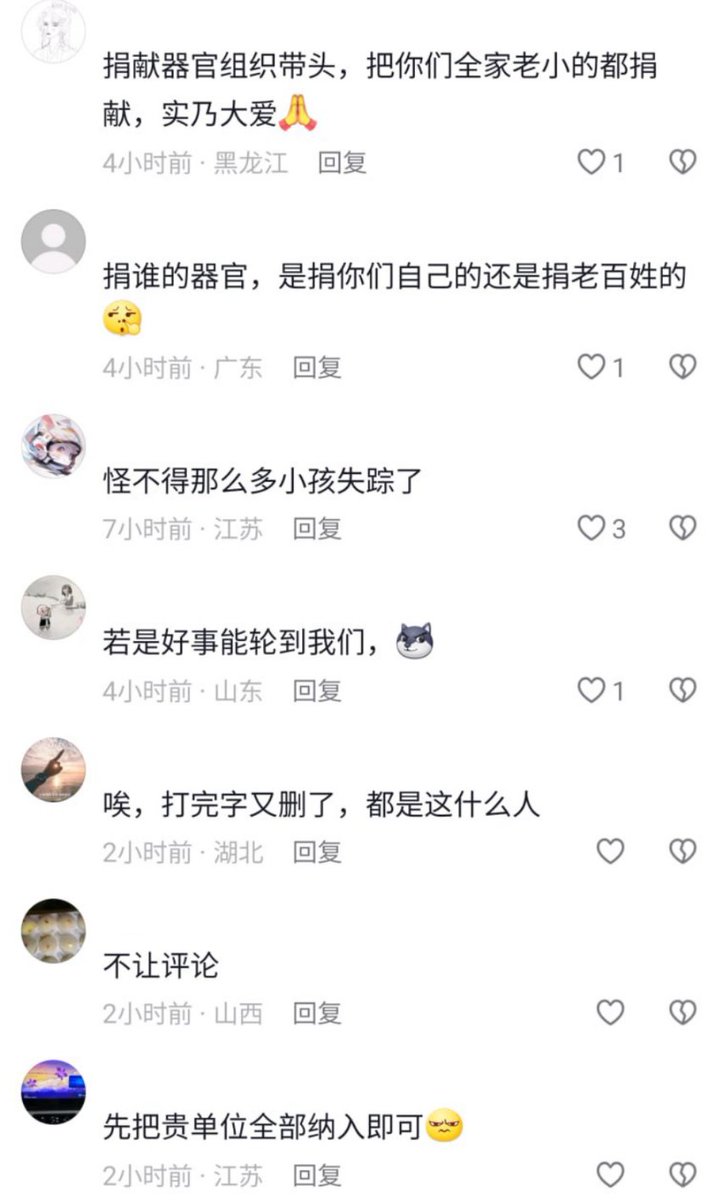 捐献器官组织带头，把你们全家老小的都捐
献，实乃大爱🙏
4小时前 · 黑龙江 回复 1
捐谁的器官，是捐你们自己的还是捐老百姓的
4小时前 · 广东 回复 1
怪不得那么多小孩失踪了
7小时前 · 江苏 回复 3
若是好事能轮到我们，
4小时前 · 山东 回复 1
唉，打完字又删了，都是这什么人
2小时前 · 湖北 回复
不让评论
2小时前 · 山西 回复
先把贵单位全部纳入即可
2小时前 · 江苏 回复